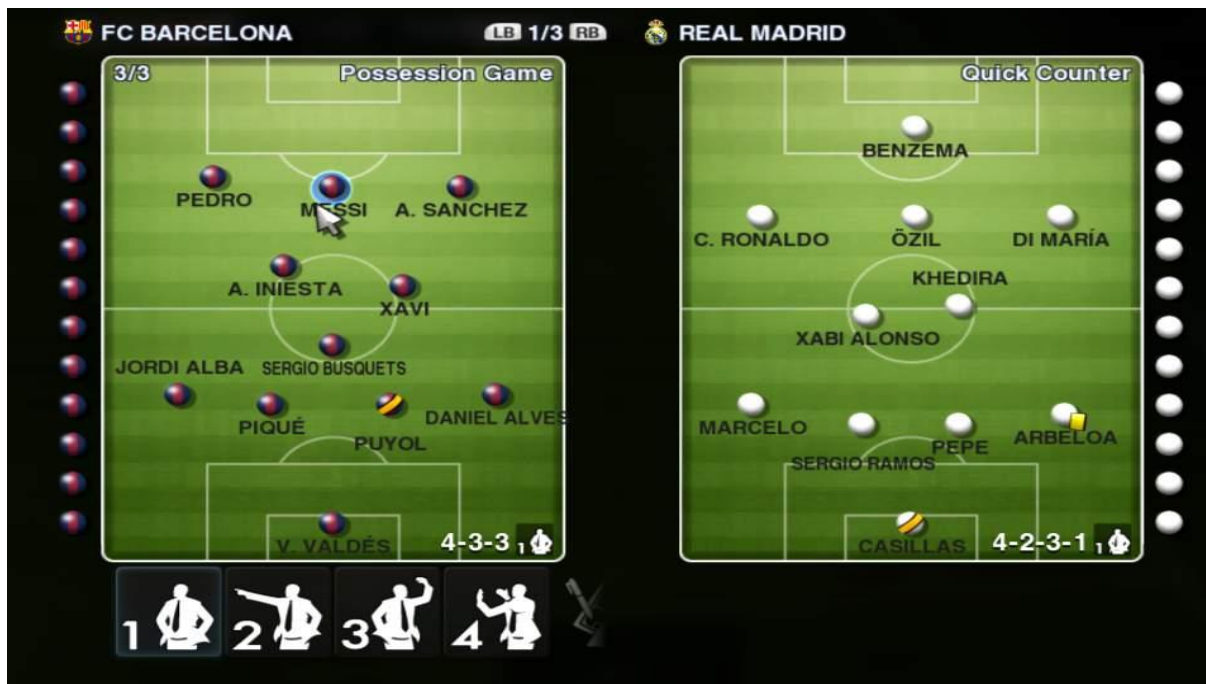 FC BARCELONA LB 1/3 RB
3/3 Possession Game
PEDRO
MESSI
A. SANCHEZ
A. INIESTA
XAVI
JORDI ALBA
SERGIO BUSQUETS
PIQUÉ
PUYOL
DANIEL ALVES
V. VALDÉS
4-3-3 1
1
2
3
4
REAL MADRID
Quick Counter
BENZEMA
C. RONALDO
ÖZIL
DI MARÍA
KHEDIRA
XABI ALONSO
MARCELO
SERGIO RAMOS
PEPE
ARBELOA
CASILLAS
4-2-3-1 1